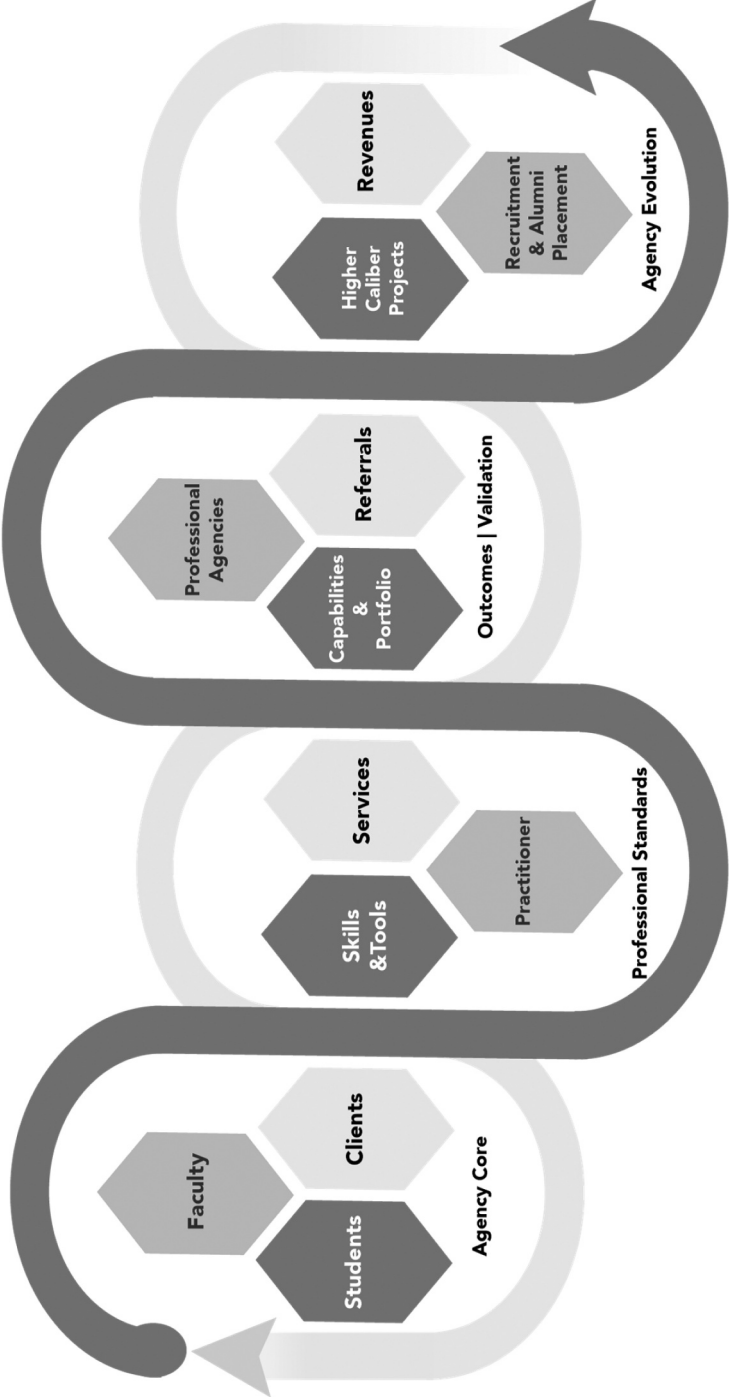 Faculty
Students
Clients
Agency Core
Skills
&Tools
Services
Practitioner
Professional Standards
Professional
Agencies
Capabilities
&
Portfolio
Referrals
Outcomes | Validation
Higher
Caliber
Projects
Revenues
Recruitment
& Alumni
Placement
Agency Evolution